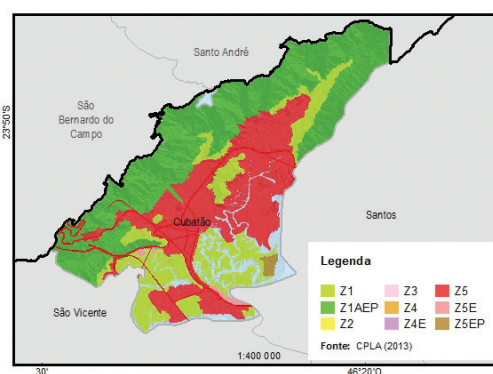 Santo André
São
Bernardo do
Campo
23°50'S
Cubatão
Santos
São Vicente
Legenda
Z1 Z3 Z5
Z1AEP Z4 Z5E
Z2 Z4E Z5EP
Fonte: CPLA (2013)
1:400 000
30'
46°20'O